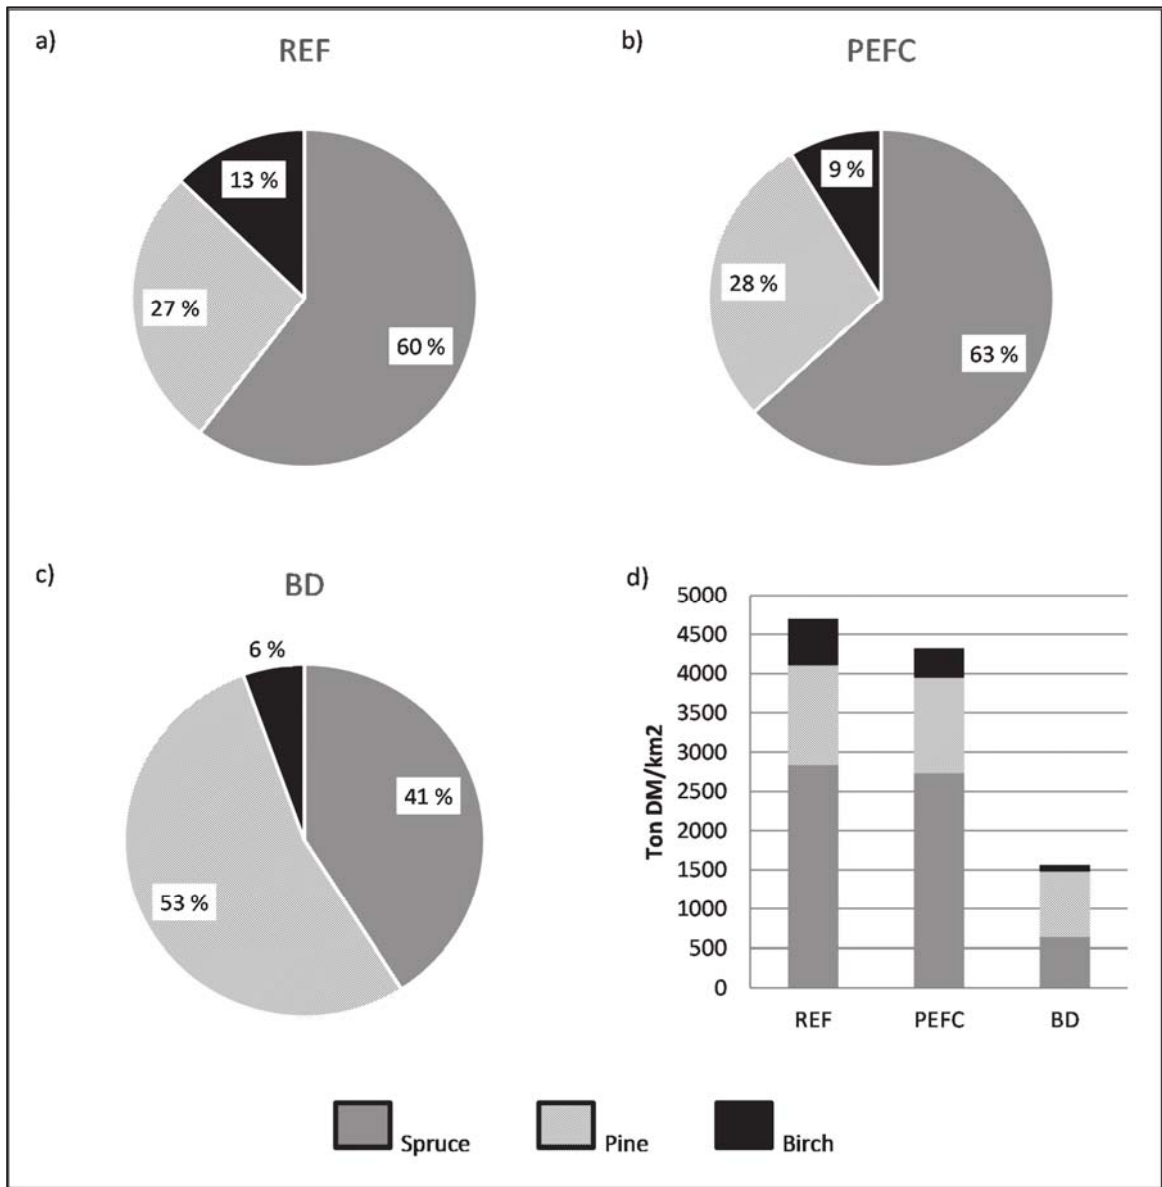 a)
REF
13 %
27 %
60 %
b)
PEFC
9 %
28 %
63 %
c)
BD
6 %
41 %
53 %
d)
5000
4500
4000
3500
3000
2500
2000
1500
1000
500
0
Ton DM/km2
REF PEFC BD
Spruce Pine Birch